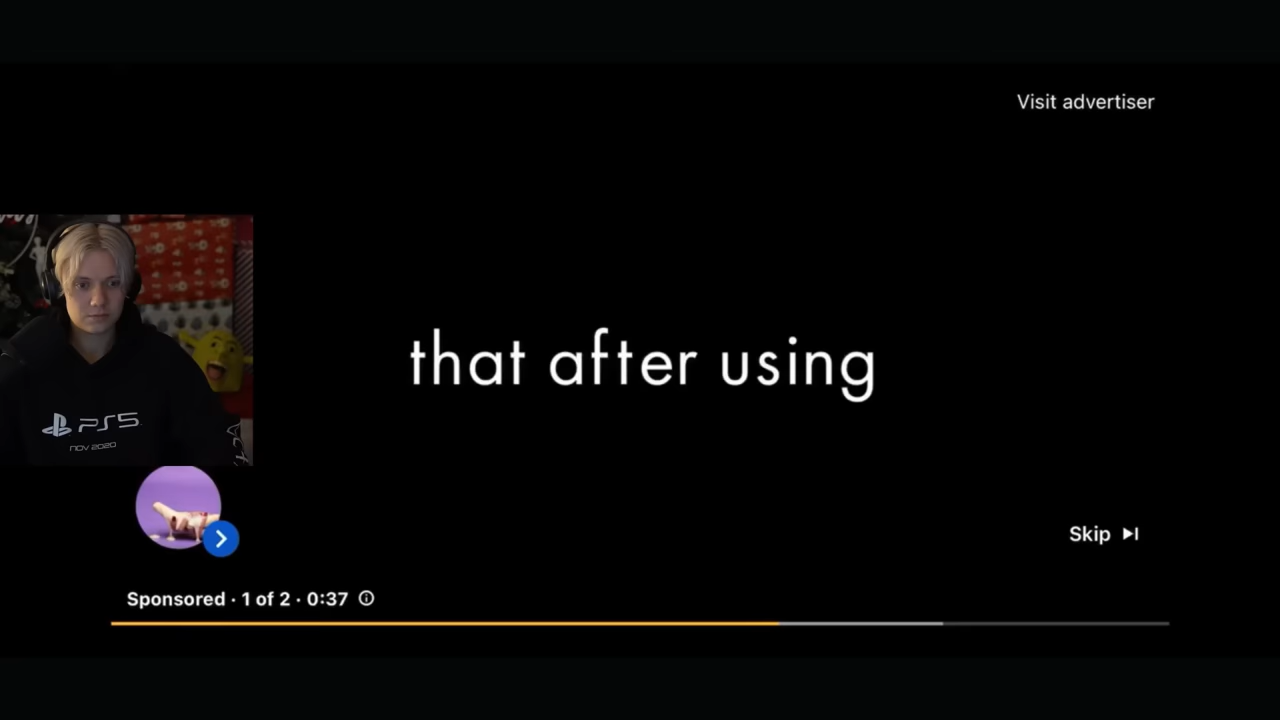 Visit advertiser
that after using
PS5
NOV 2020
Skip
Sponsored · 1 of 2 · 0:37